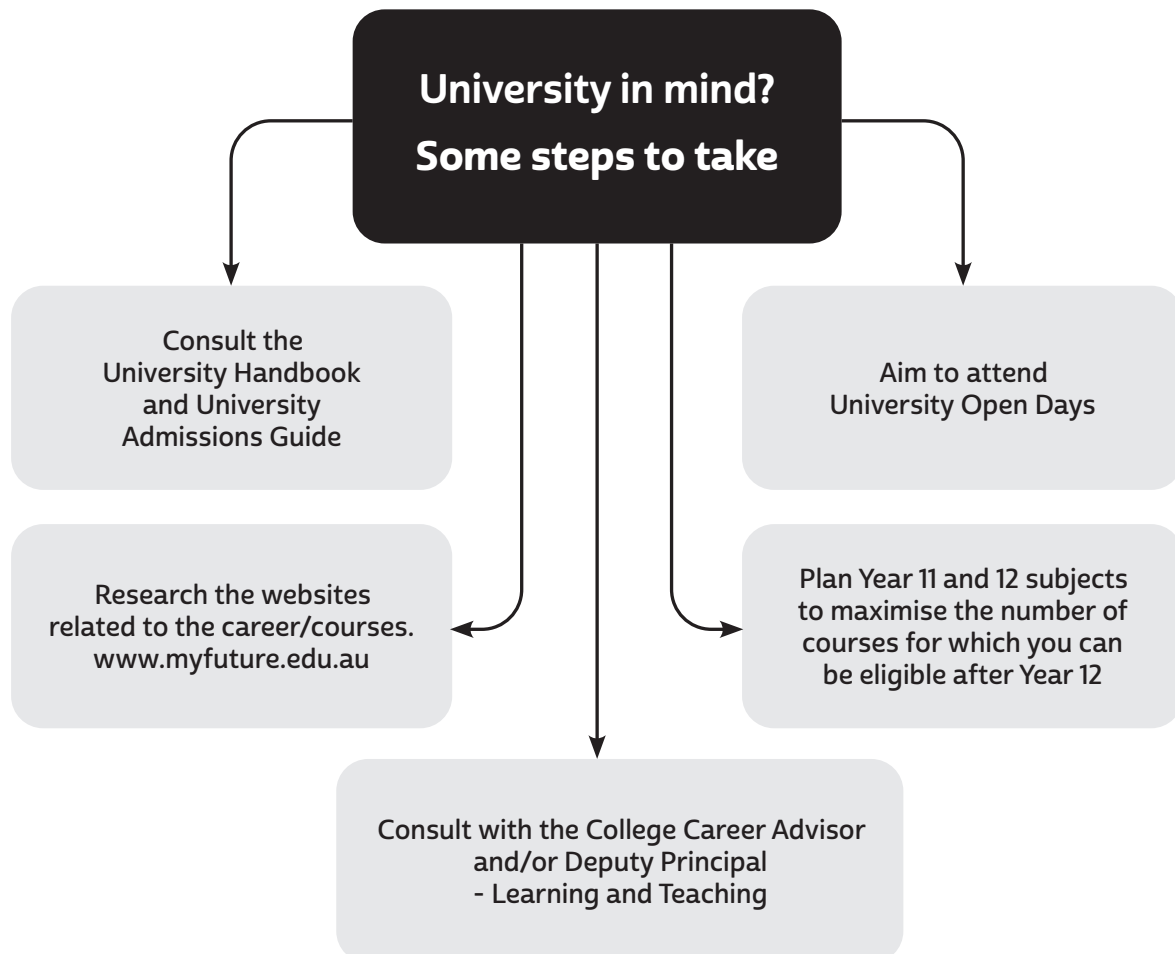 University in mind?
Some steps to take
Consult the
University Handbook
and University
Admissions Guide
Aim to attend
University Open Days
Research the websites
related to the career/courses.
www.myfuture.edu.au
Plan Year 11 and 12 subjects
to maximise the number of
courses for which you can
be eligible after Year 12
Consult with the College Career Advisor
and/or Deputy Principal
- Learning and Teaching